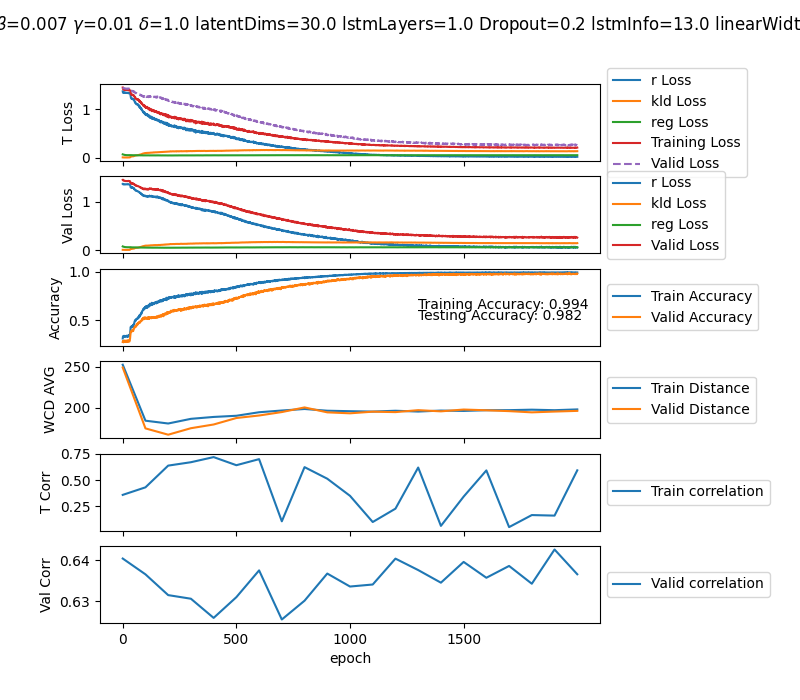 =0.007 γ=0.01 δ=1.0 latentDims=30.0 lstmLayers=1.0 Dropout=0.2 lstmInfo=13.0 linearWidt
T Loss
1
0
r Loss
kld Loss
reg Loss
Training Loss
Valid Loss
Val Loss
1
0
r Loss
kld Loss
reg Loss
Valid Loss
Accuracy
1.0
0.5
Training Accuracy: 0.994
Testing Accuracy: 0.982
Train Accuracy
Valid Accuracy
WCD AVG
250
200
Train Distance
Valid Distance
T Corr
0.75
0.50
0.25
Train correlation
Val Corr
0.64
0.63
Valid correlation
0 500 1000 1500
epoch